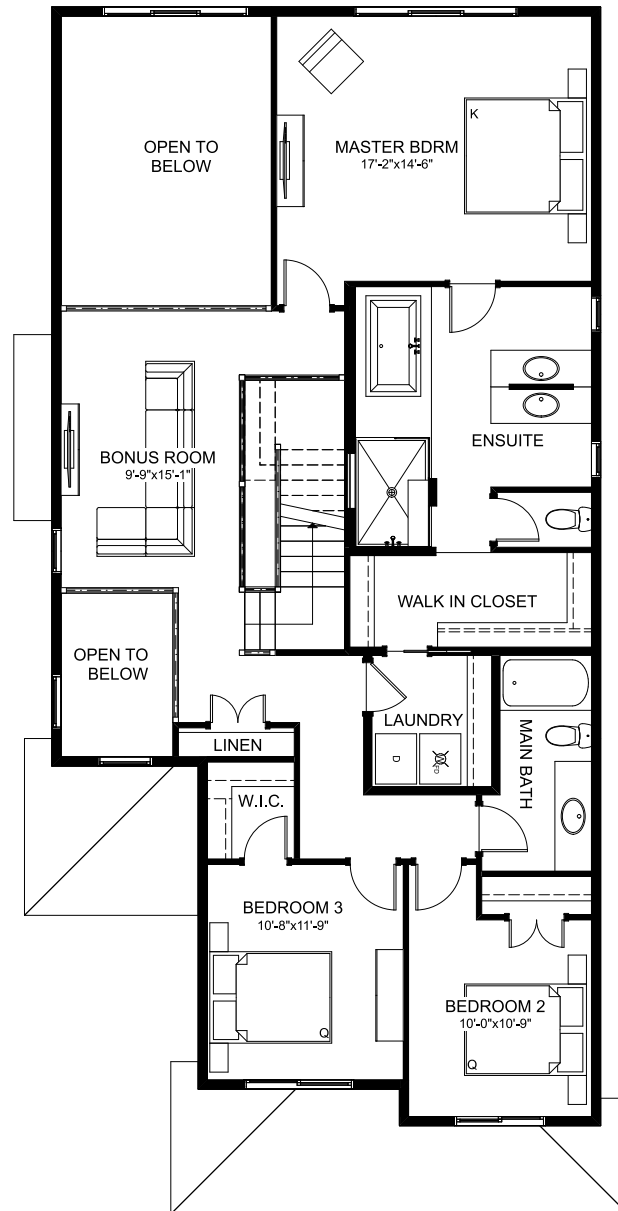 OPEN TO
BELOW
MASTER BDRM
17'-2"x14'-6"
K
ENSUITE
BONUS ROOM
9'-9"x15'-1"
WALK IN CLOSET
OPEN TO
BELOW
LAUNDRY
LINEN
MAIN BATH
D
W.I.C.
BEDROOM 3
10'-8"x11'-9"
Q
BEDROOM 2
10'-0"x10'-9"
Q